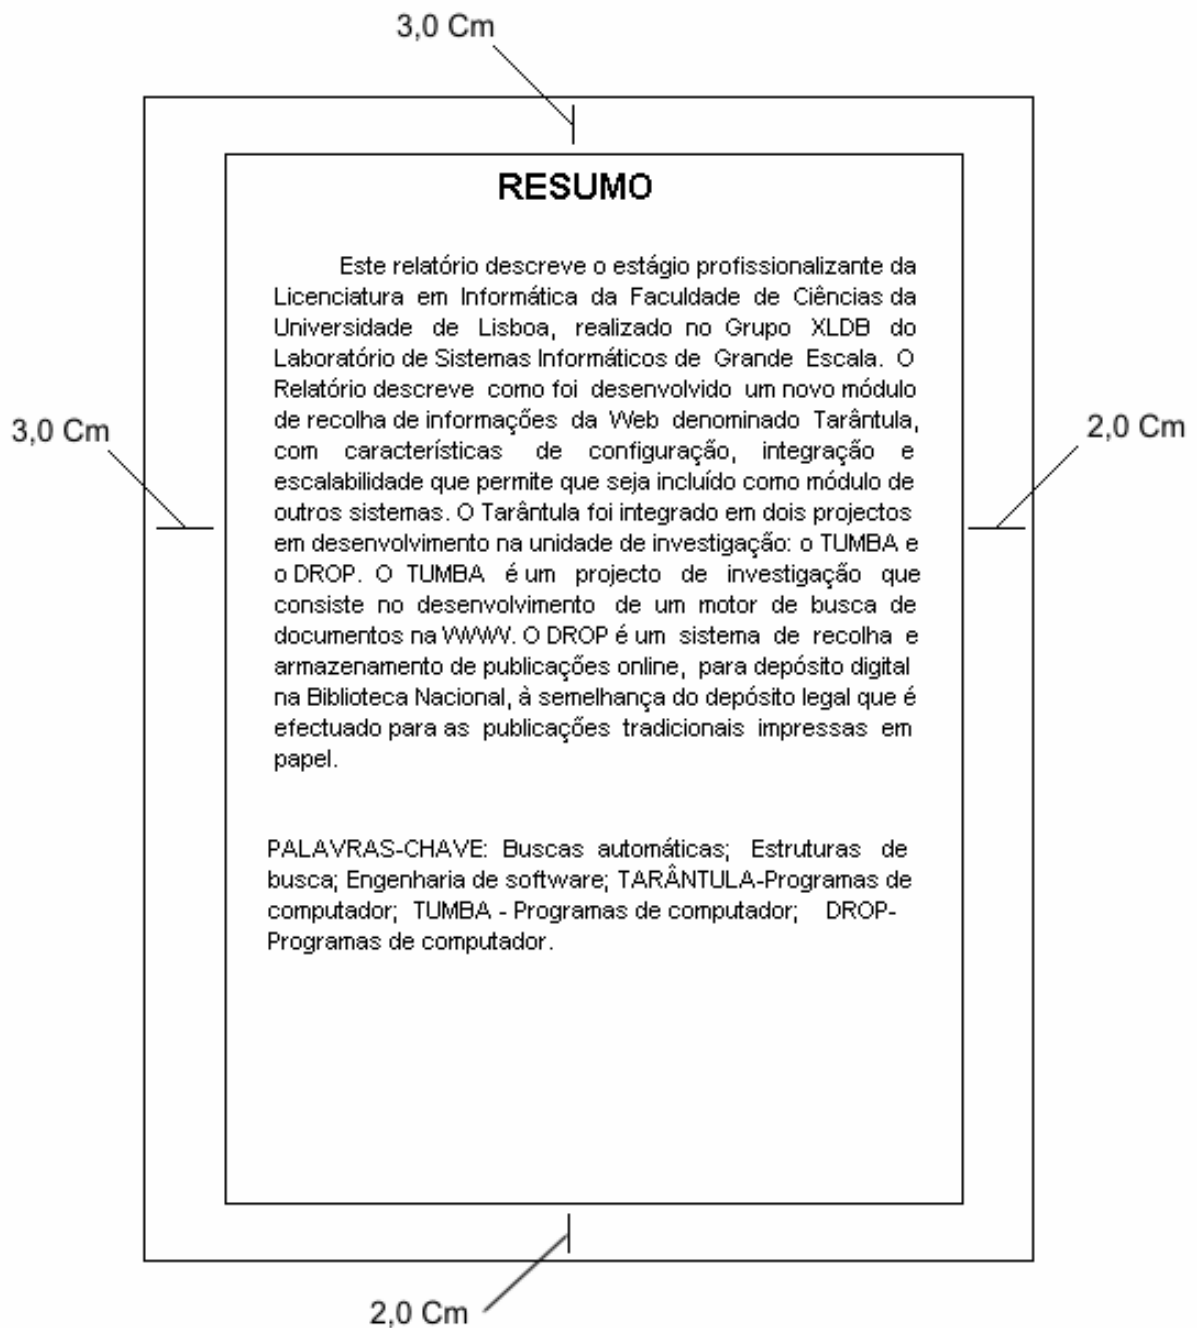 3,0 Cm
RESUMO
Este relatório descreve o estágio profissionalizante da
Licenciatura em Informática da Faculdade de Ciências da
Universidade de Lisboa, realizado no Grupo XLDB do
Laboratório de Sistemas Informáticos de Grande Escala. O
Relatório descreve como foi desenvolvido um novo módulo
de recolha de informações da Web denominado Tarântula,
com características de configuração, integração e
escalabilidade que permite que seja incluído como módulo de
outros sistemas. O Tarântula foi integrado em dois projectos
em desenvolvimento na unidade de investigação: o TUMBA e
o DROP. O TUMBA é um projecto de investigação que
consiste no desenvolvimento de um motor de busca de
documentos na WWW. O DROP é um sistema de recolha e
armazenamento de publicações online, para depósito digital
na Biblioteca Nacional, à semelhança do depósito legal que é
efectuado para as publicações tradicionais impressas em
papel.
3,0 Cm
2,0 Cm
PALAVRAS-CHAVE: Buscas automáticas; Estruturas de
busca; Engenharia de software; TARÂNTULA-Programas de
computador; TUMBA - Programas de computador; DROP-
Programas de computador.
2,0 Cm